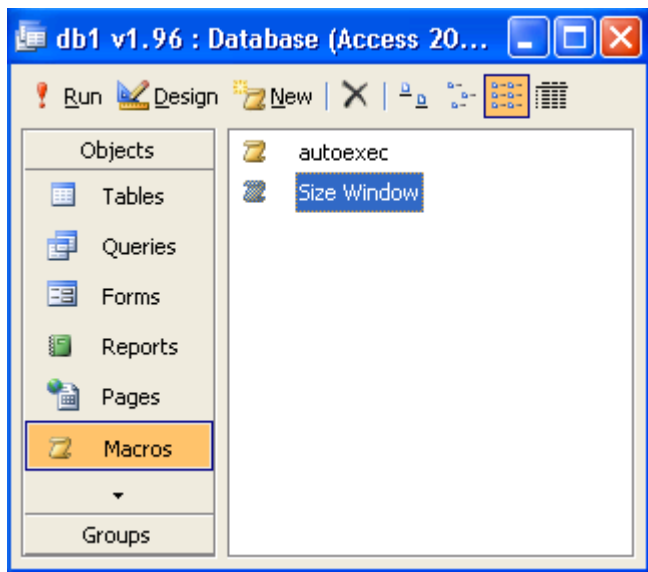 db1 v1.96 : Database (Access 20...
Run Design New
Objects
Tables
Queries
Forms
Reports
Pages
Macros
Groups
autoexec
Size Window